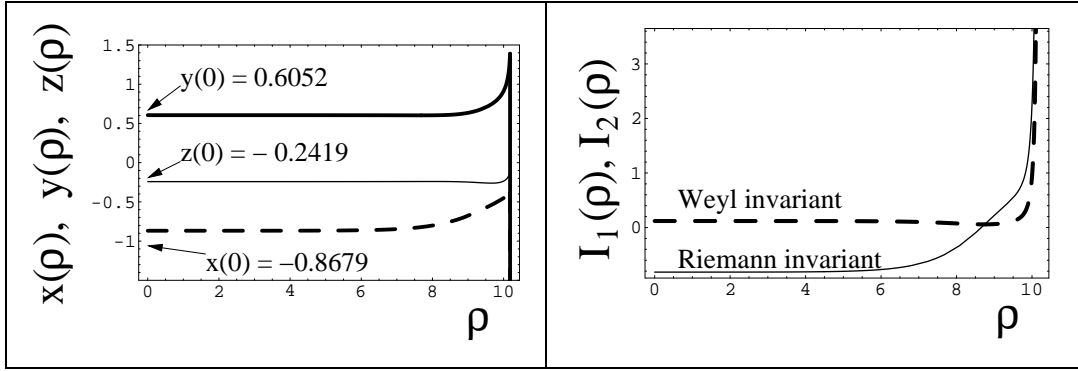 x(ρ), y(ρ), z(ρ)
1.5
1
0.5
0
−0.5
−1
y(0) = 0.6052
z(0) = − 0.2419
x(0) = −0.8679
0 2 4 6 8 10
ρ
I1(ρ), I2(ρ)
3
2
1
0
Weyl invariant
Riemann invariant
0 2 4 6 8 10
ρ